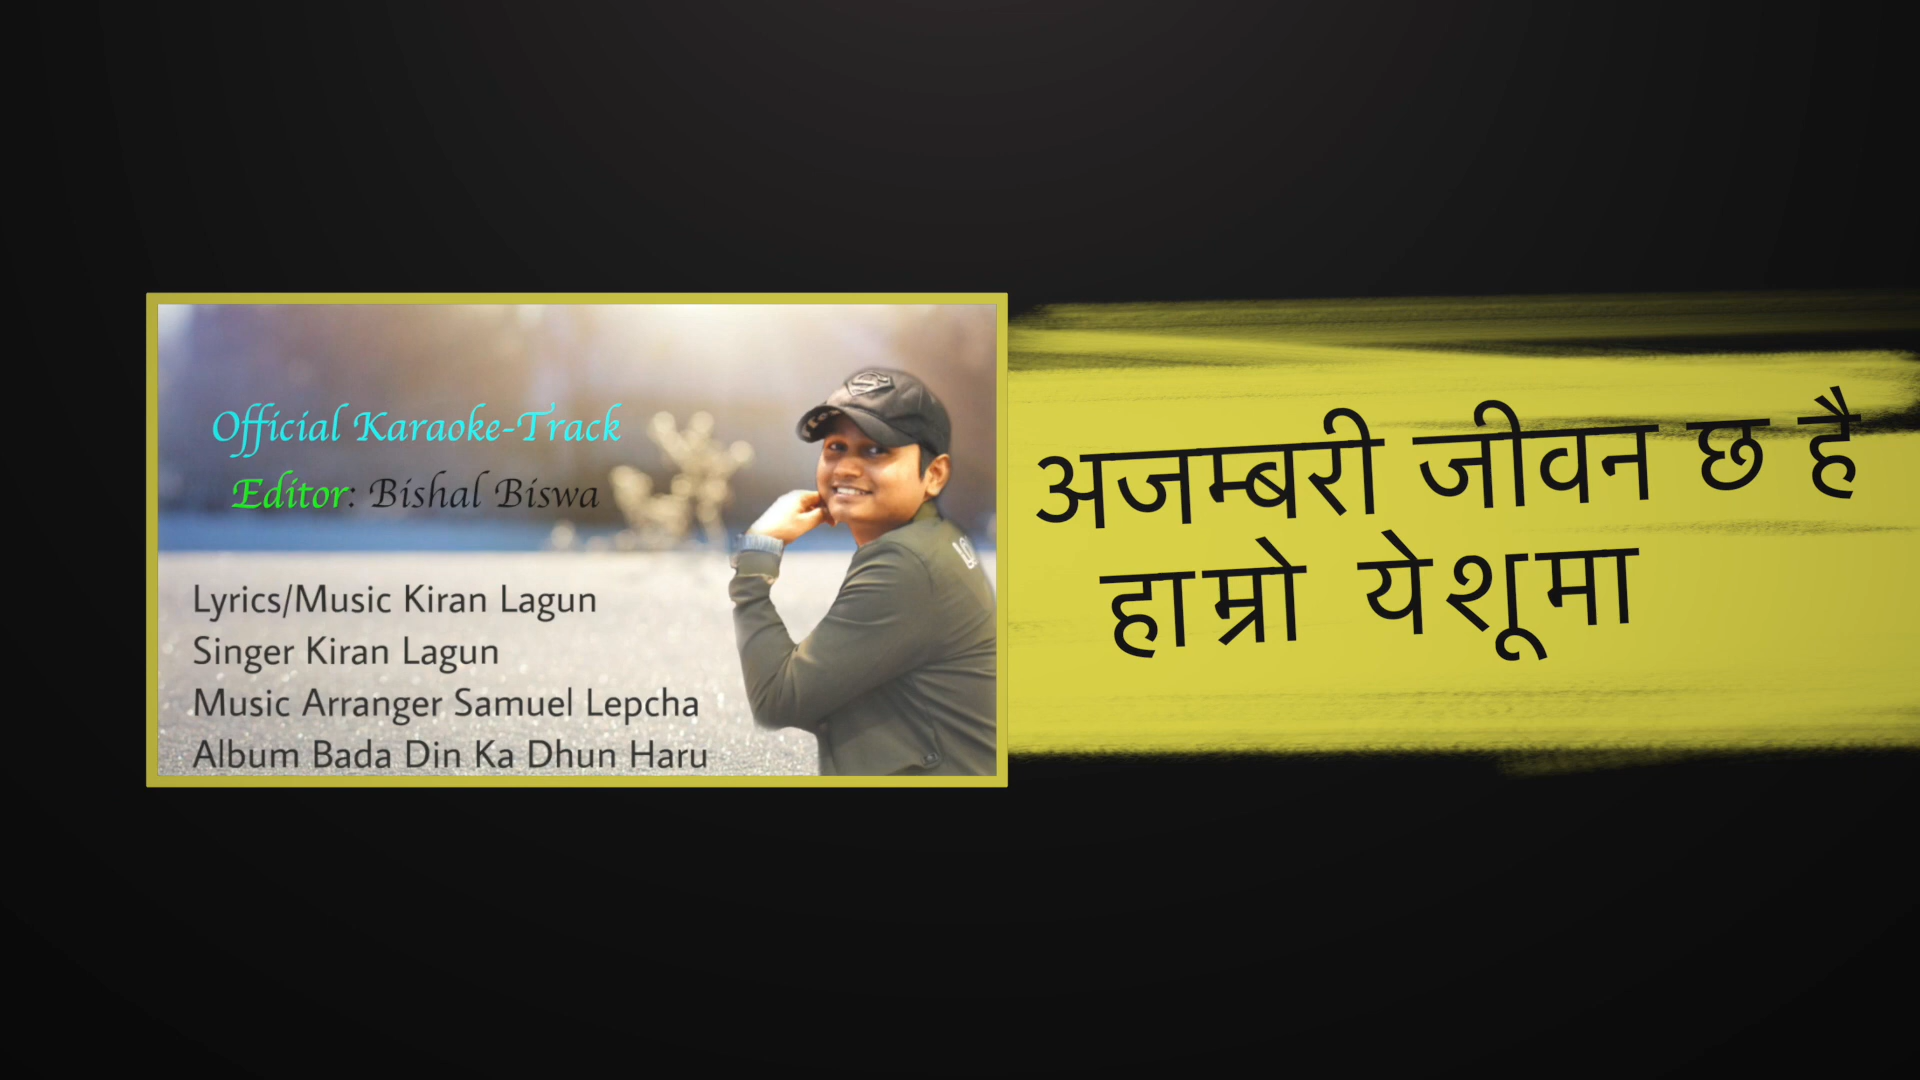 Official Karaoke-Track
Editor: Bishal Biswa
Lyrics/Music Kiran Lagun
Singer Kiran Lagun
Music Arranger Samuel Lepcha
Album Bada Din Ka Dhun Haru
अजम्बरी जीवन छ है
हाम्रो येशूमा